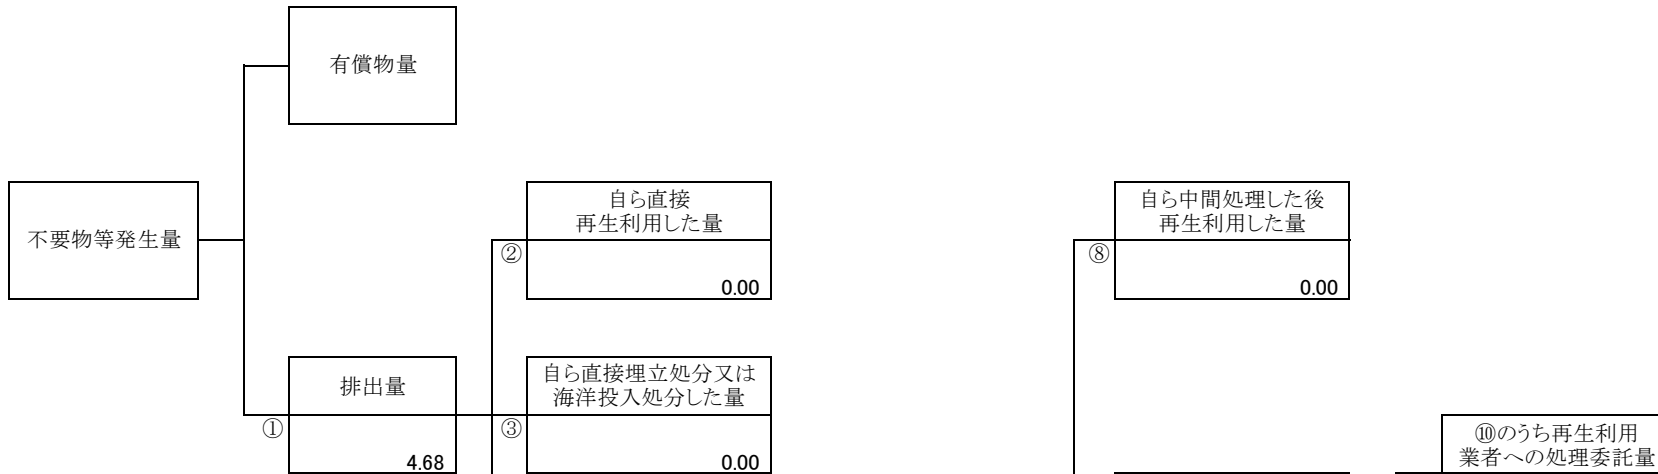 有償物量
不要物等発生量
自ら直接
再生利用した量
②
0.00
自ら中間処理した後
再生利用した量
⑧
0.00
排出量
①
4.68
自ら直接埋立処分又は
海洋投入処分した量
③
0.00
⑩のうち再生利用
業者への処理委託量